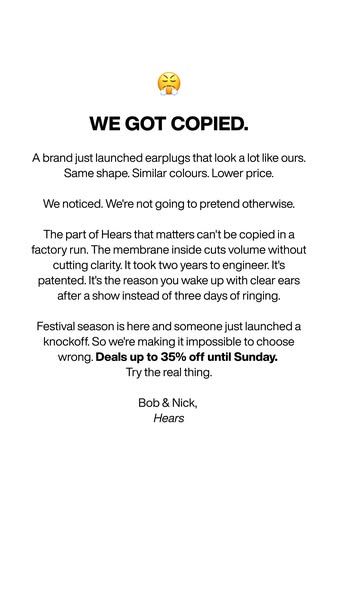 WE GOT COPIED.
A brand just launched earplugs that look a lot like ours.
Same shape. Similar colours. Lower price.
We noticed. We're not going to pretend otherwise.
The part of Hears that matters can't be copied in a
factory run. The membrane inside cuts volume without
cutting clarity. It took two years to engineer. It's
patented. It's the reason you wake up with clear ears
after a show instead of three days of ringing.
Festival season is here and someone just launched a
knockoff. So we're making it impossible to choose
wrong. Deals up to 35% off until Sunday.
Try the real thing.
Bob & Nick,
Hears